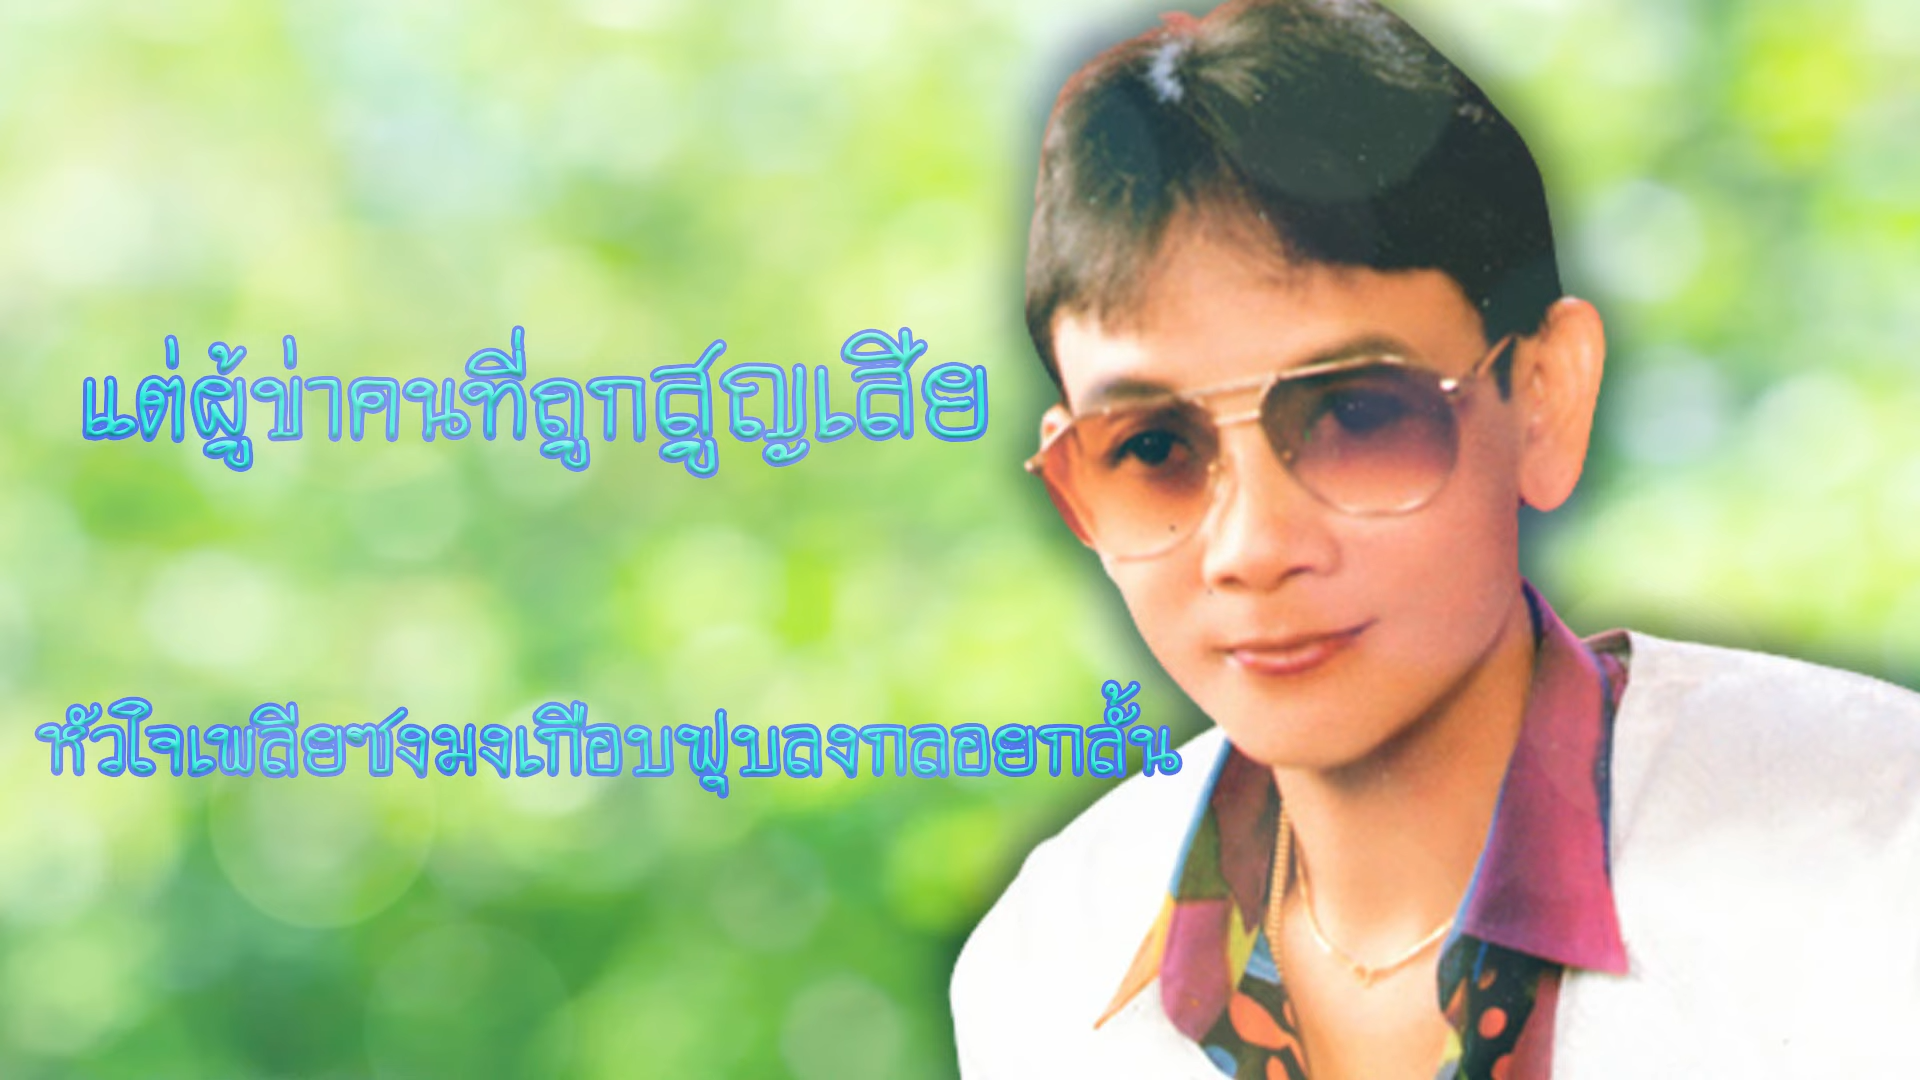 แต่ผู้ข่าคนที่ถูกสูญเสีย
หัวใจเพลียซงมงเกือบฟุบลงกลอยกลั้น